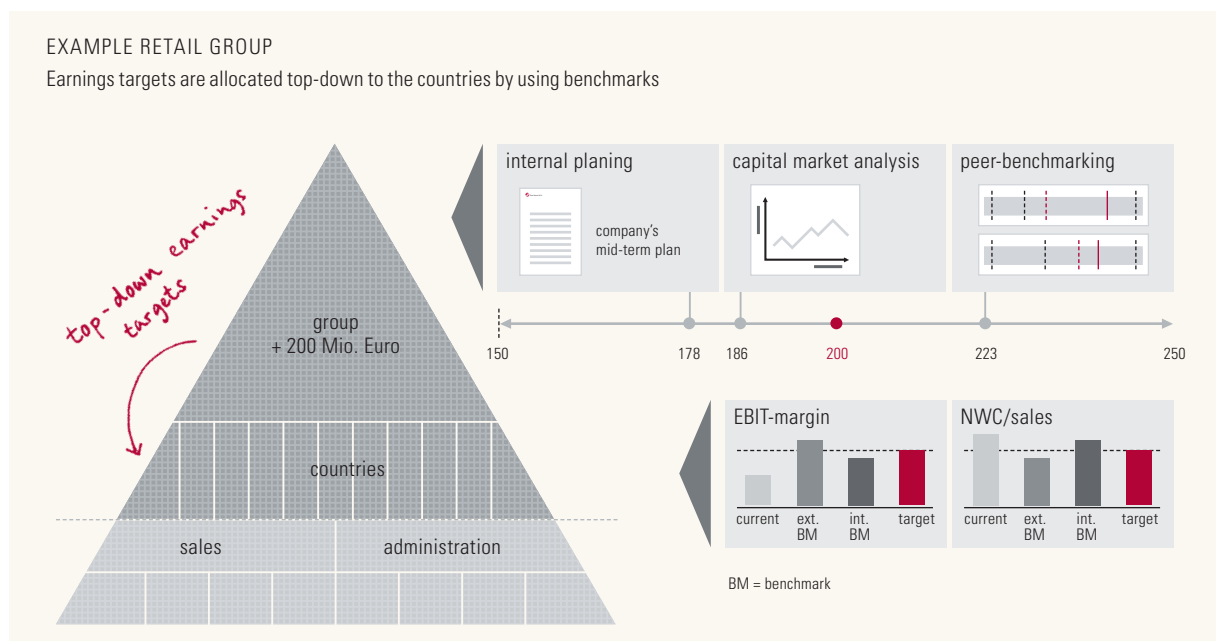 EXAMPLE RETAIL GROUP
Earnings targets are allocated top-down to the countries by using benchmarks
top-down earnings
targets
group
+ 200 Mio. Euro
countries
sales
administration
internal planing
company's
mid-term plan
capital market analysis
peer-benchmarking
150
178
186
200
223
250
EBIT-margin
current
ext.
BM
int.
BM
target
NWC/sales
current
ext.
BM
int.
BM
target
BM = benchmark